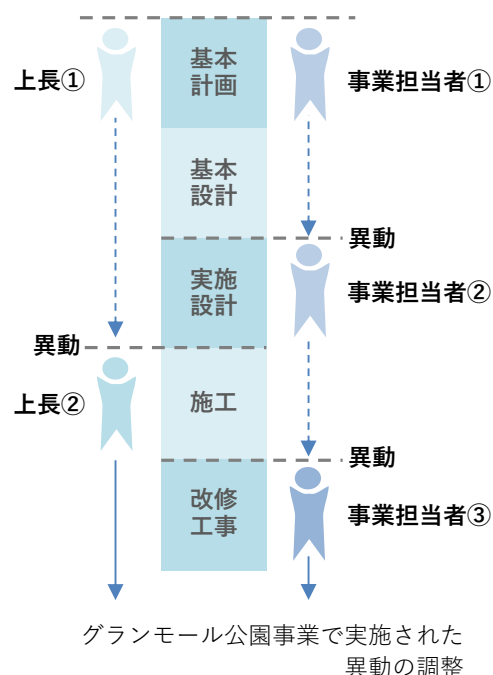 上長①
基本
計画
事業担当者①
基本
設計
異動
実施
設計
事業担当者②
異動
上長②
施工
異動
改修
工事
事業担当者③
グランモール公園事業で実施された
異動の調整